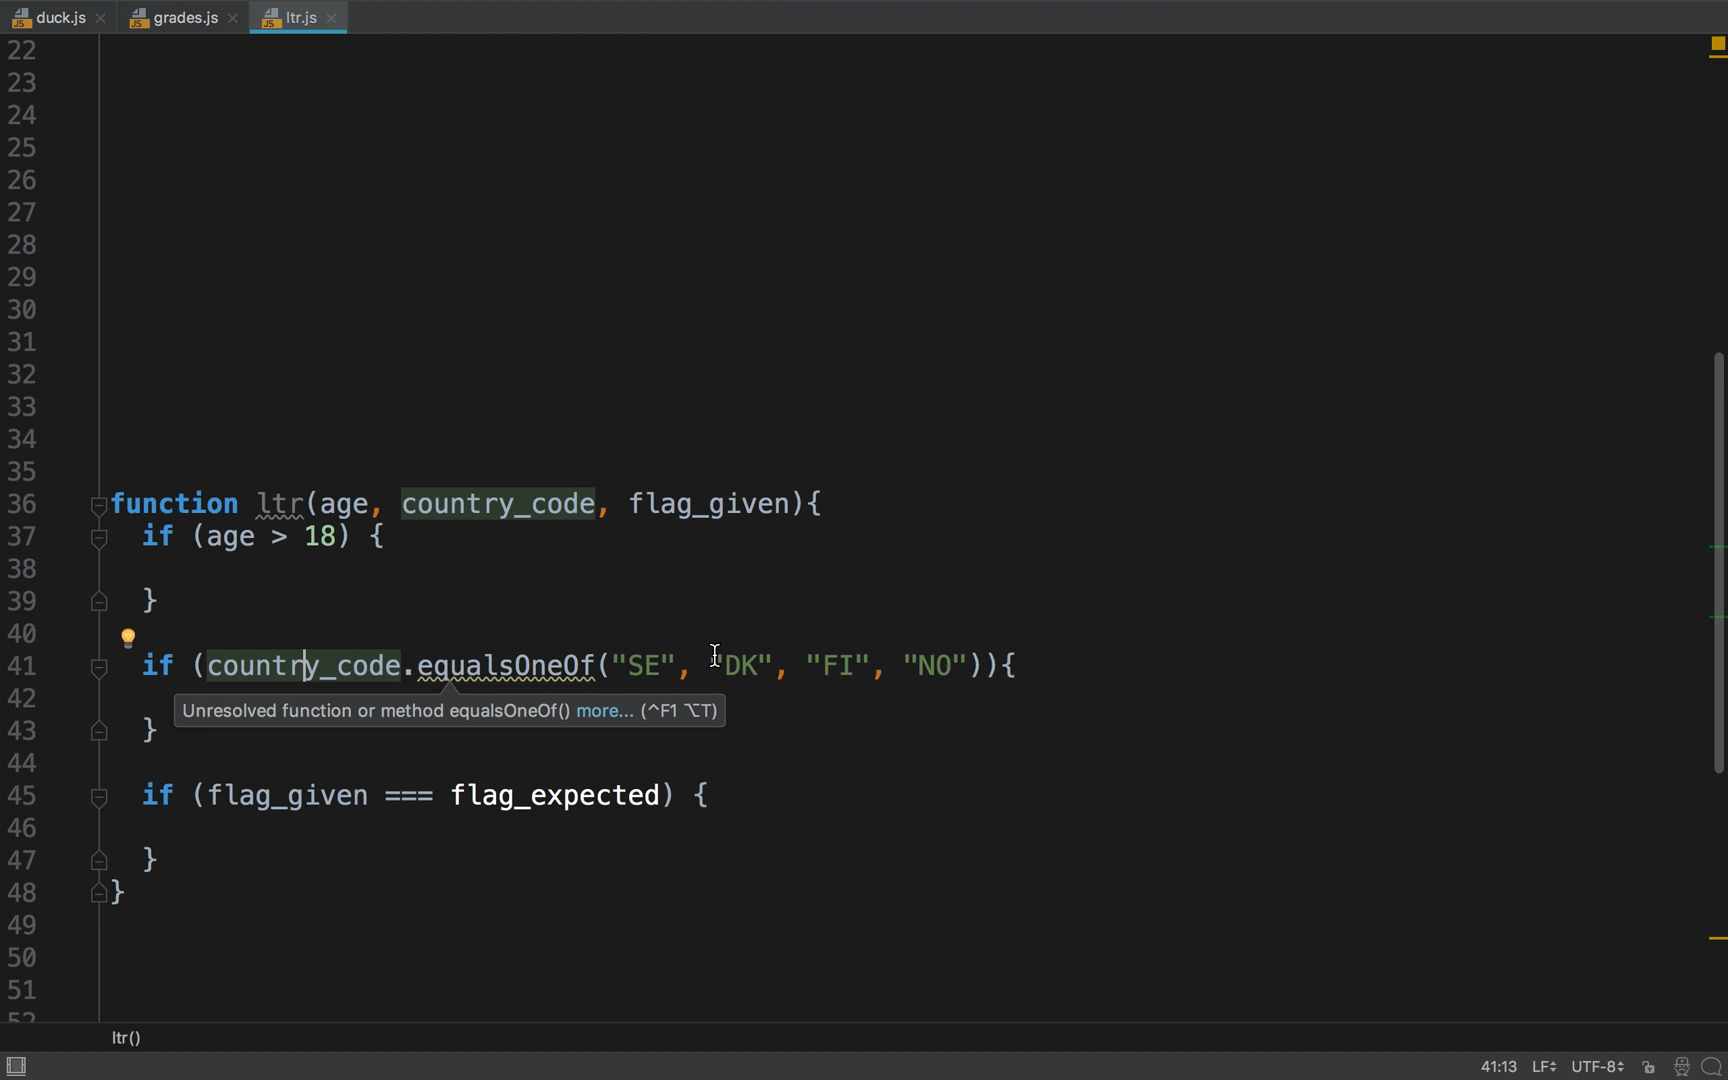 duck.js
grades.js
ltr.js
22
23
24
25
26
27
28
29
30
31
32
33
34
35
36 function ltr(age, country_code, flag_given){
37 if (age > 18) {
38
39 }
40
41 if (country_code.equalsOneOf("SE", "DK", "FI", "NO")){
42
Unresolved function or method equalsOneOf() more... (^F1 ⌥T)
43 }
44
45 if (flag_given === flag_expected) {
46
47 }
48 }
49
50
51
52
ltr()
41:13 LF UTF-8